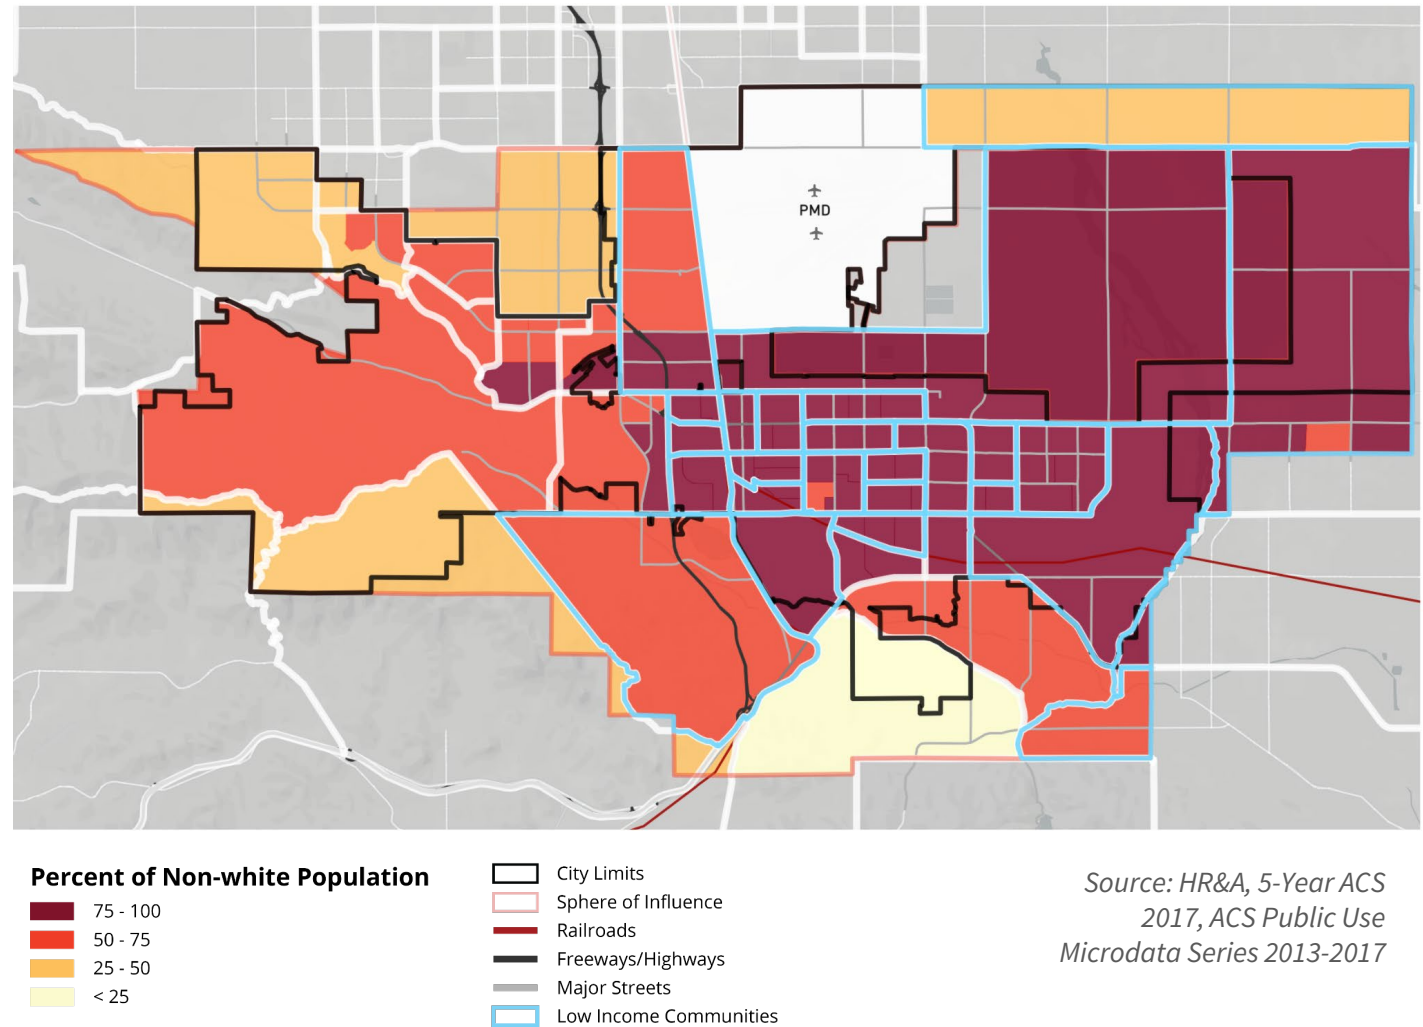 PMD
Percent of Non-white Population
75 - 100
50 - 75
25 - 50
< 25
City Limits
Sphere of Influence
Railroads
Freeways/Highways
Major Streets
Low Income Communities
Source: HR&A, 5-Year ACS
2017, ACS Public Use
Microdata Series 2013-2017